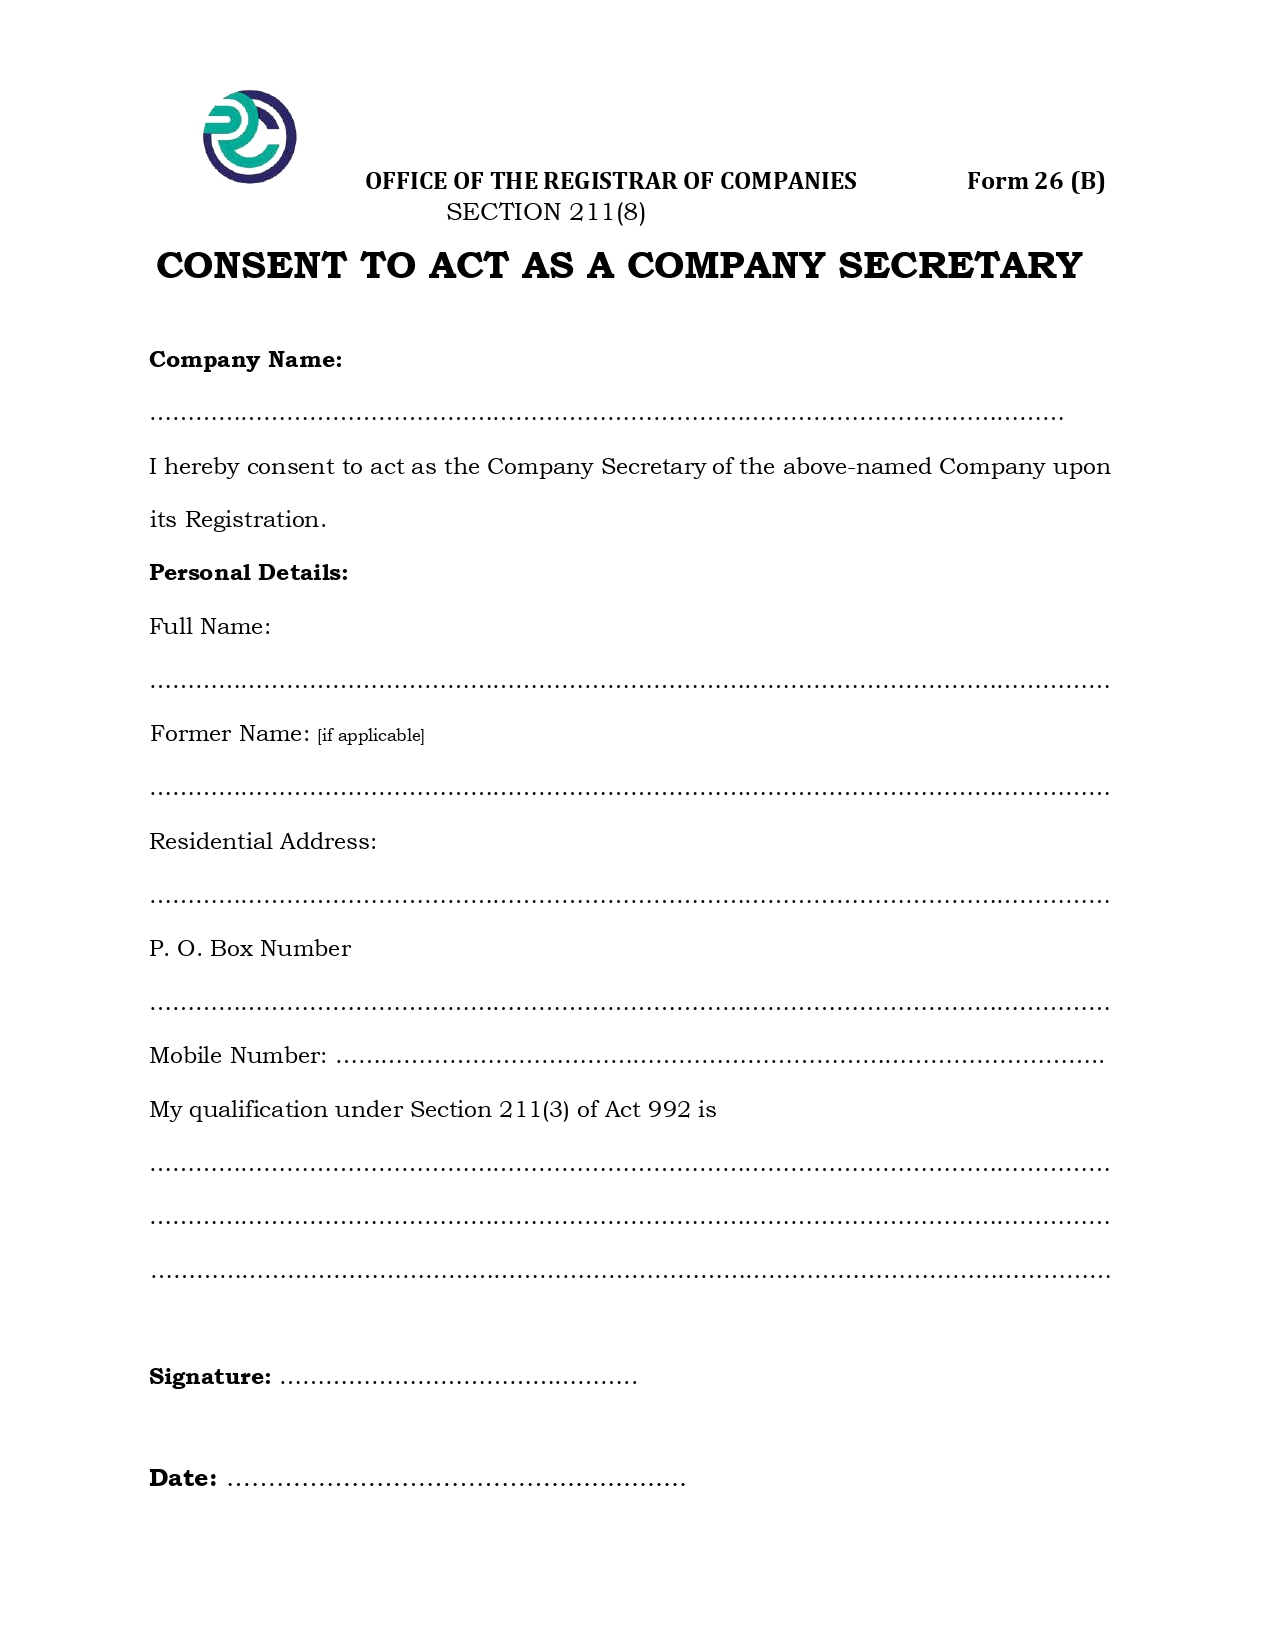 OFFICE OF THE REGISTRAR OF COMPANIES Form 26 (B)
SECTION 211(8)
CONSENT TO ACT AS A COMPANY SECRETARY
Company Name:
……………………………………………………………………………………………………………
I hereby consent to act as the Company Secretary of the above-named Company upon
its Registration.
Personal Details:
Full Name:
…………………………………………………………………………………………………………………
Former Name: [if applicable]
…………………………………………………………………………………………………………………
Residential Address:
…………………………………………………………………………………………………………………
P. O. Box Number
…………………………………………………………………………………………………………………
Mobile Number: …………………………………………………………………………………………
My qualification under Section 211(3) of Act 992 is
…………………………………………………………………………………………………………………
…………………………………………………………………………………………………………………
…………………………………………………………………………………………………………………
Signature: …………………………………………
Date: ………………………………………………